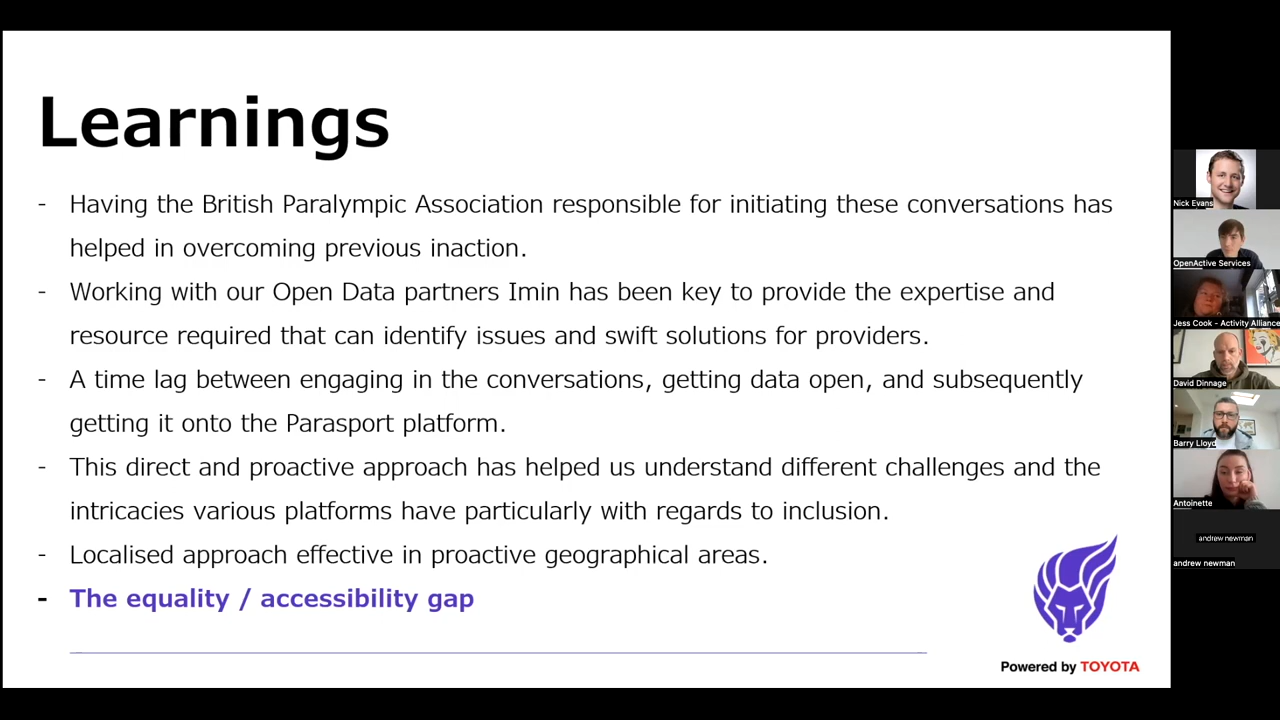 Learnings
- Having the British Paralympic Association responsible for initiating these conversations has
helped in overcoming previous inaction.
- Working with our Open Data partners Imin has been key to provide the expertise and
resource required that can identify issues and swift solutions for providers.
- A time lag between engaging in the conversations, getting data open, and subsequently
getting it onto the Parasport platform.
- This direct and proactive approach has helped us understand different challenges and the
intricacies various platforms have particularly with regards to inclusion.
- Localised approach effective in proactive geographical areas.
- The equality / accessibility gap
Powered by TOYOTA
Nick Evans
OpenActive Services
Jess Cook - Activity Alliance
David Dinnage
Barry Lloyd
Antoinette
andrew newman
andrew newman